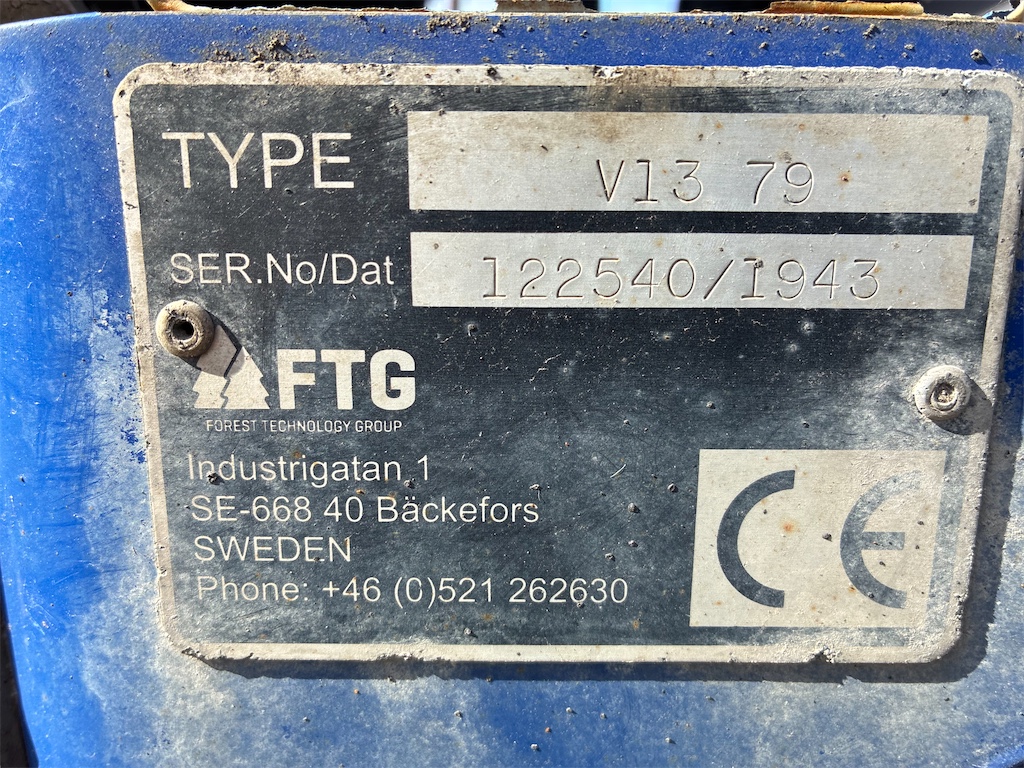 TYPE V13 79
SER.No/Dat 122540/1943
FTG
FOREST TECHNOLOGY GROUP
Industrigatan 1
SE-668 40 Bäckefors
SWEDEN
Phone: +46 (0)521 262630
CE